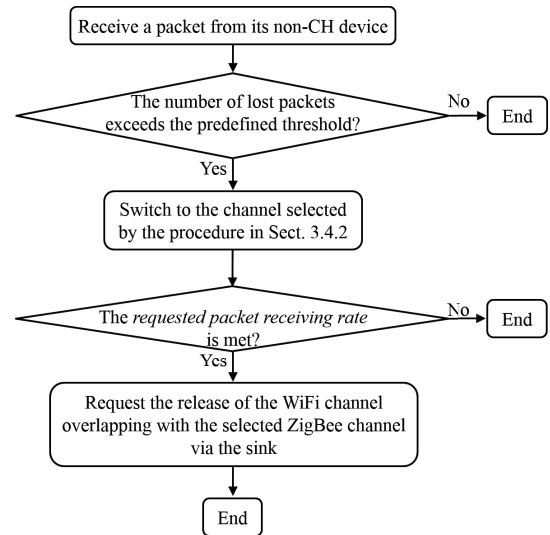 Receive a packet from its non-CH device
The number of lost packets
exceeds the predefined threshold?
No
End
Yes
Switch to the channel selected
by the procedure in Sect. 3.4.2
The requested packet receiving rate
is met?
No
End
Yes
Request the release of the WiFi channel
overlapping with the selected ZigBee channel
via the sink
End